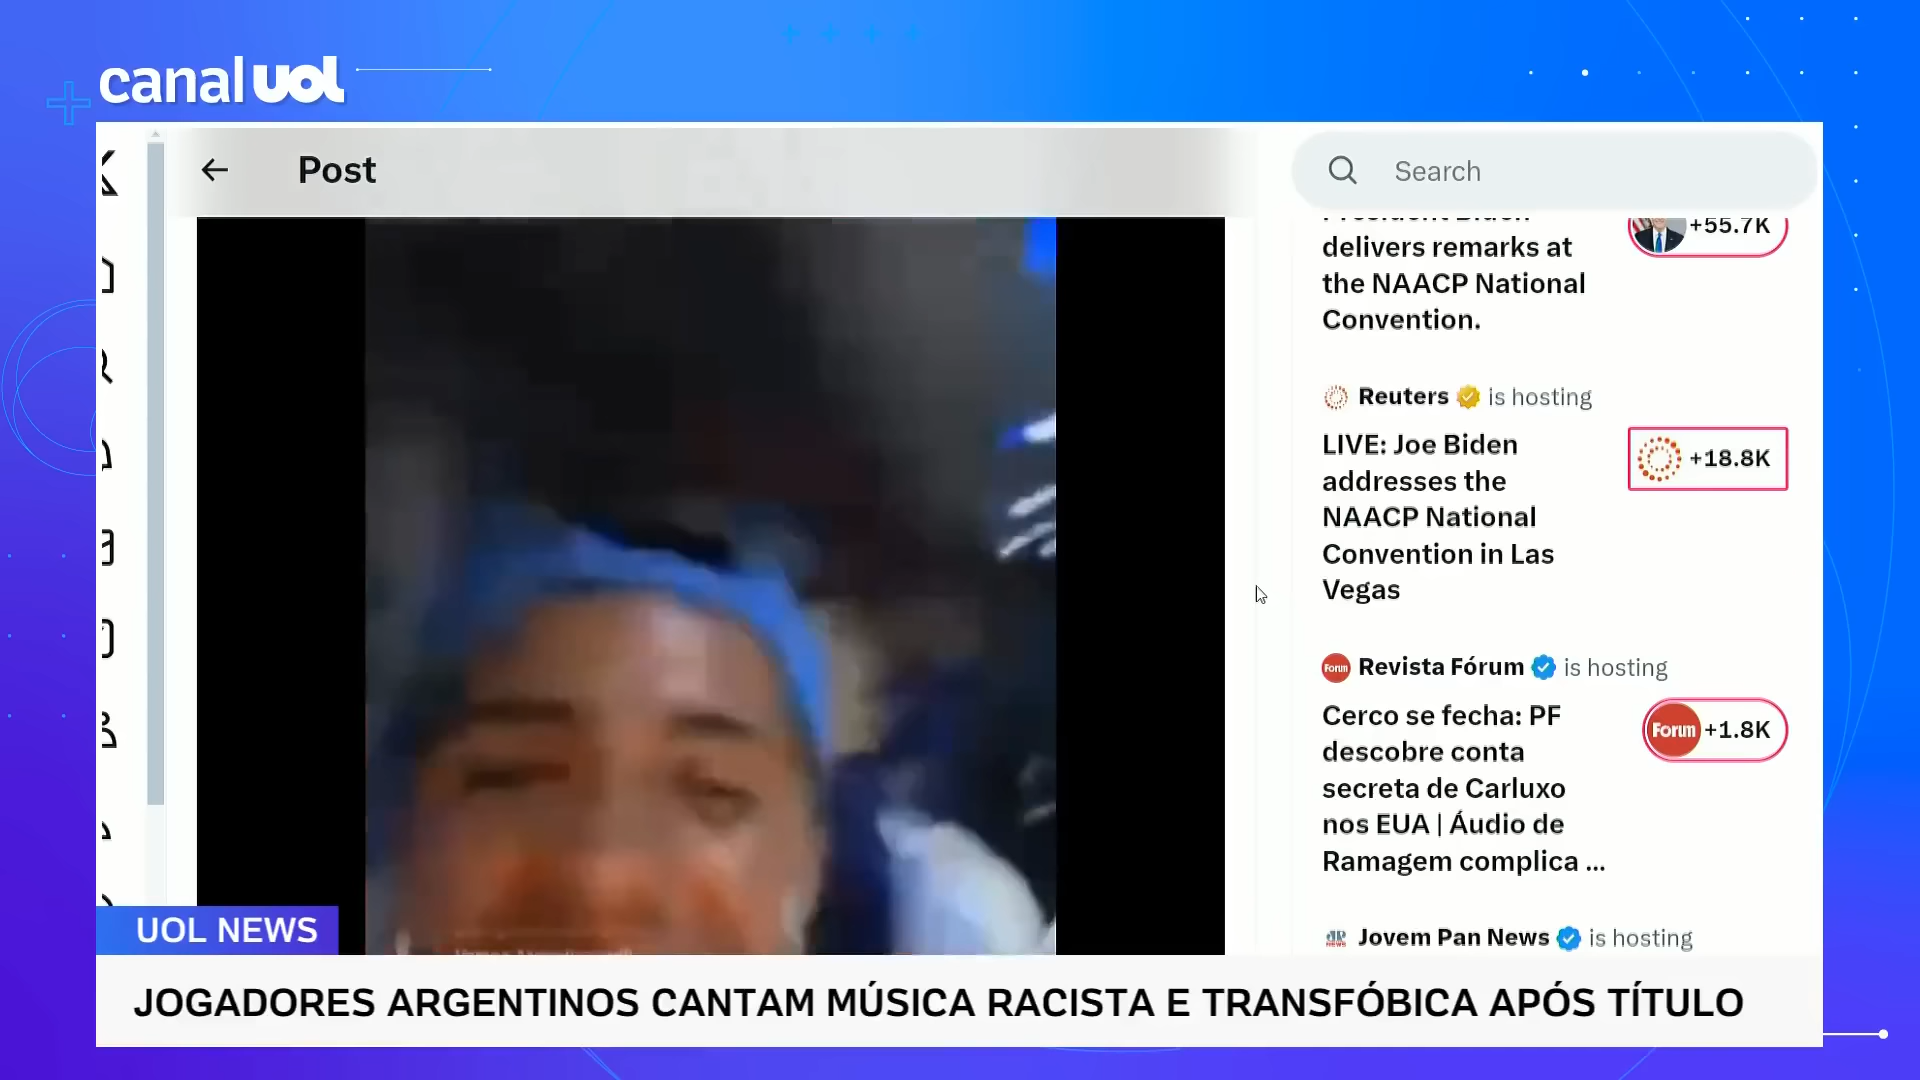 canal UOL
Post
Search
+55.7K
delivers remarks at
the NAACP National
Convention.
Reuters is hosting
LIVE: Joe Biden
addresses the
NAACP National
Convention in Las
Vegas
+18.8K
Revista Fórum is hosting
Cerco se fecha: PF
descobre conta
secreta de Carluxo
nos EUA | Áudio de
Ramagem complica ...
Forum
Forum +1.8K
JP NEWS
Jovem Pan News is hosting
UOL NEWS
JOGADORES ARGENTINOS CANTAM MÚSICA RACISTA E TRANSFÓBICA APÓS TÍTULO